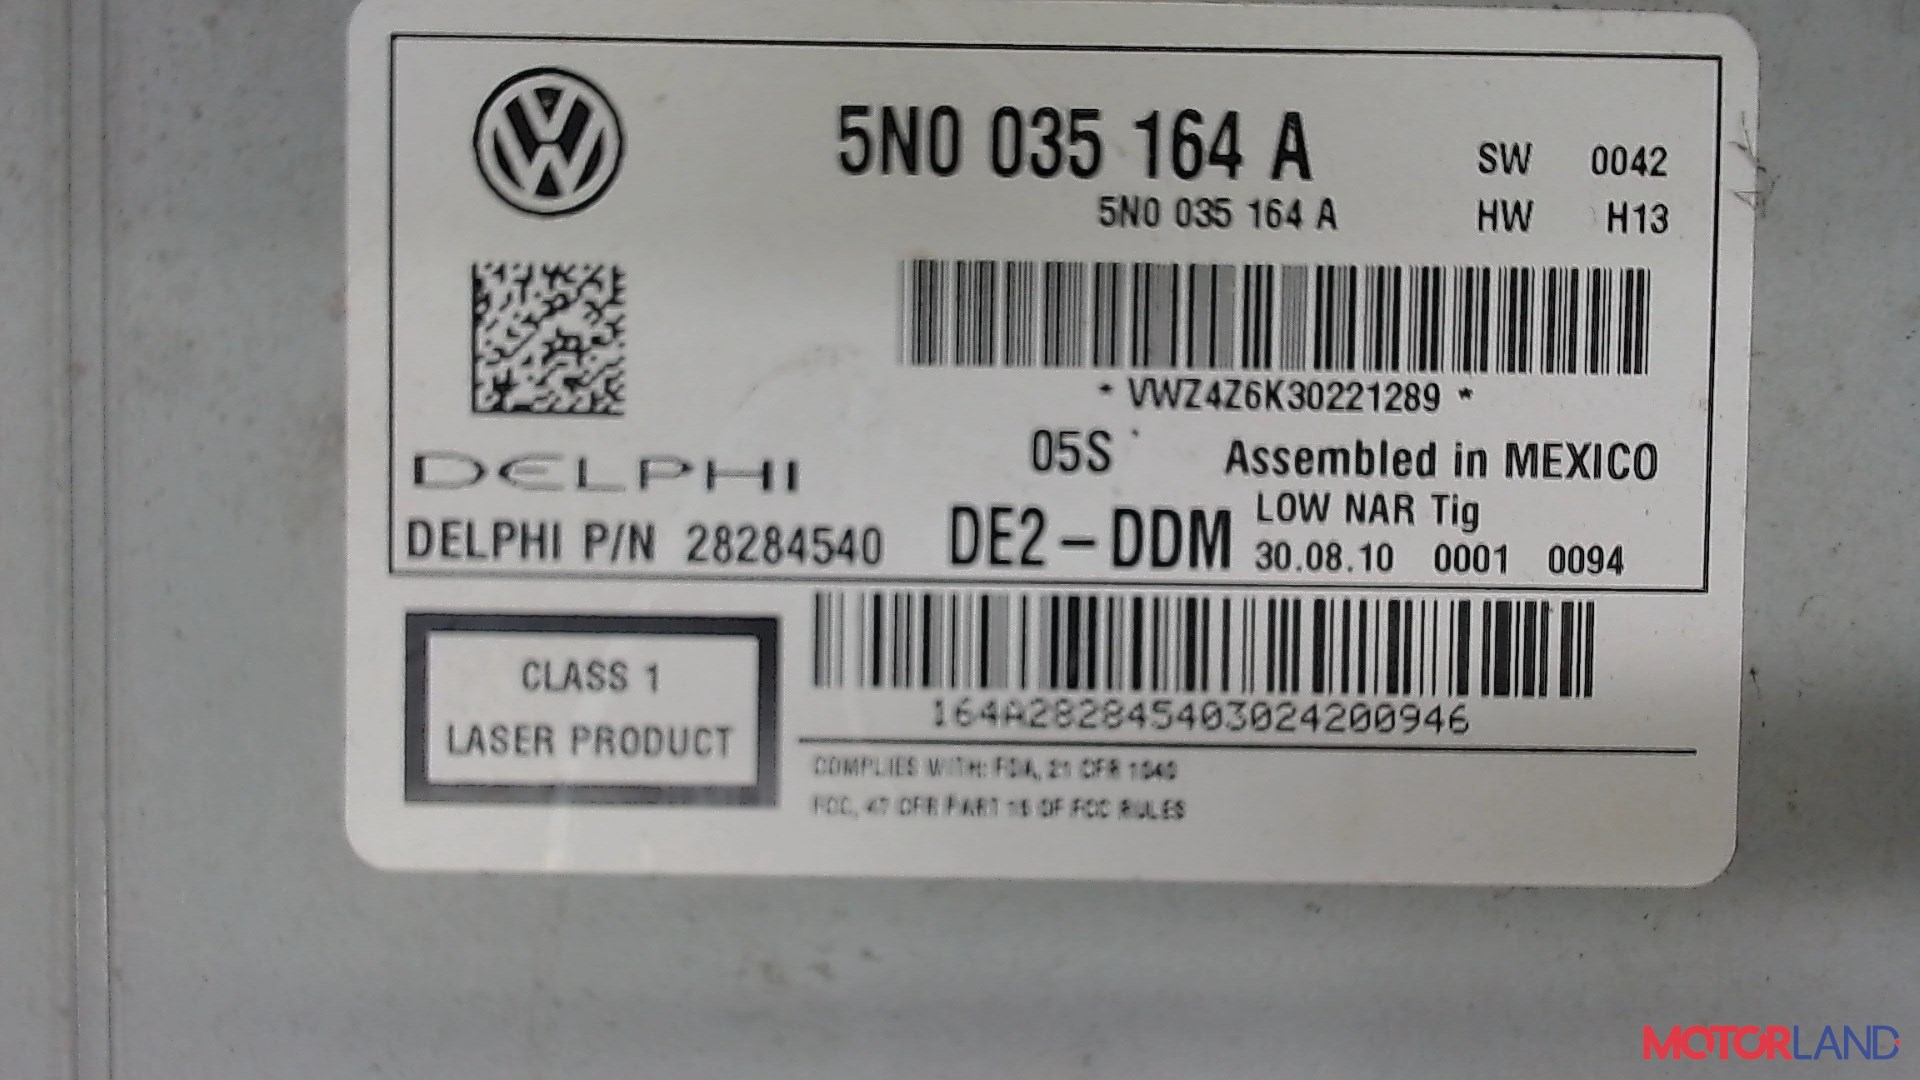 5N0 035 164 A
SW 0042
5N0 035 164 A
HW H13
* VWZ4Z6K30221289 *
DELPHI
05S
Assembled in MEXICO
LOW NAR Tig
DELPHI P/N 28284540
DE2-DDM
30.08.10 0001 0094
CLASS 1
LASER PRODUCT
164A282845403024200946
COMPLIES WITH: FDA, 21 CFR 1040
FCC, 47 CFR PART 15 OF FCC RULES
MOTORLAND